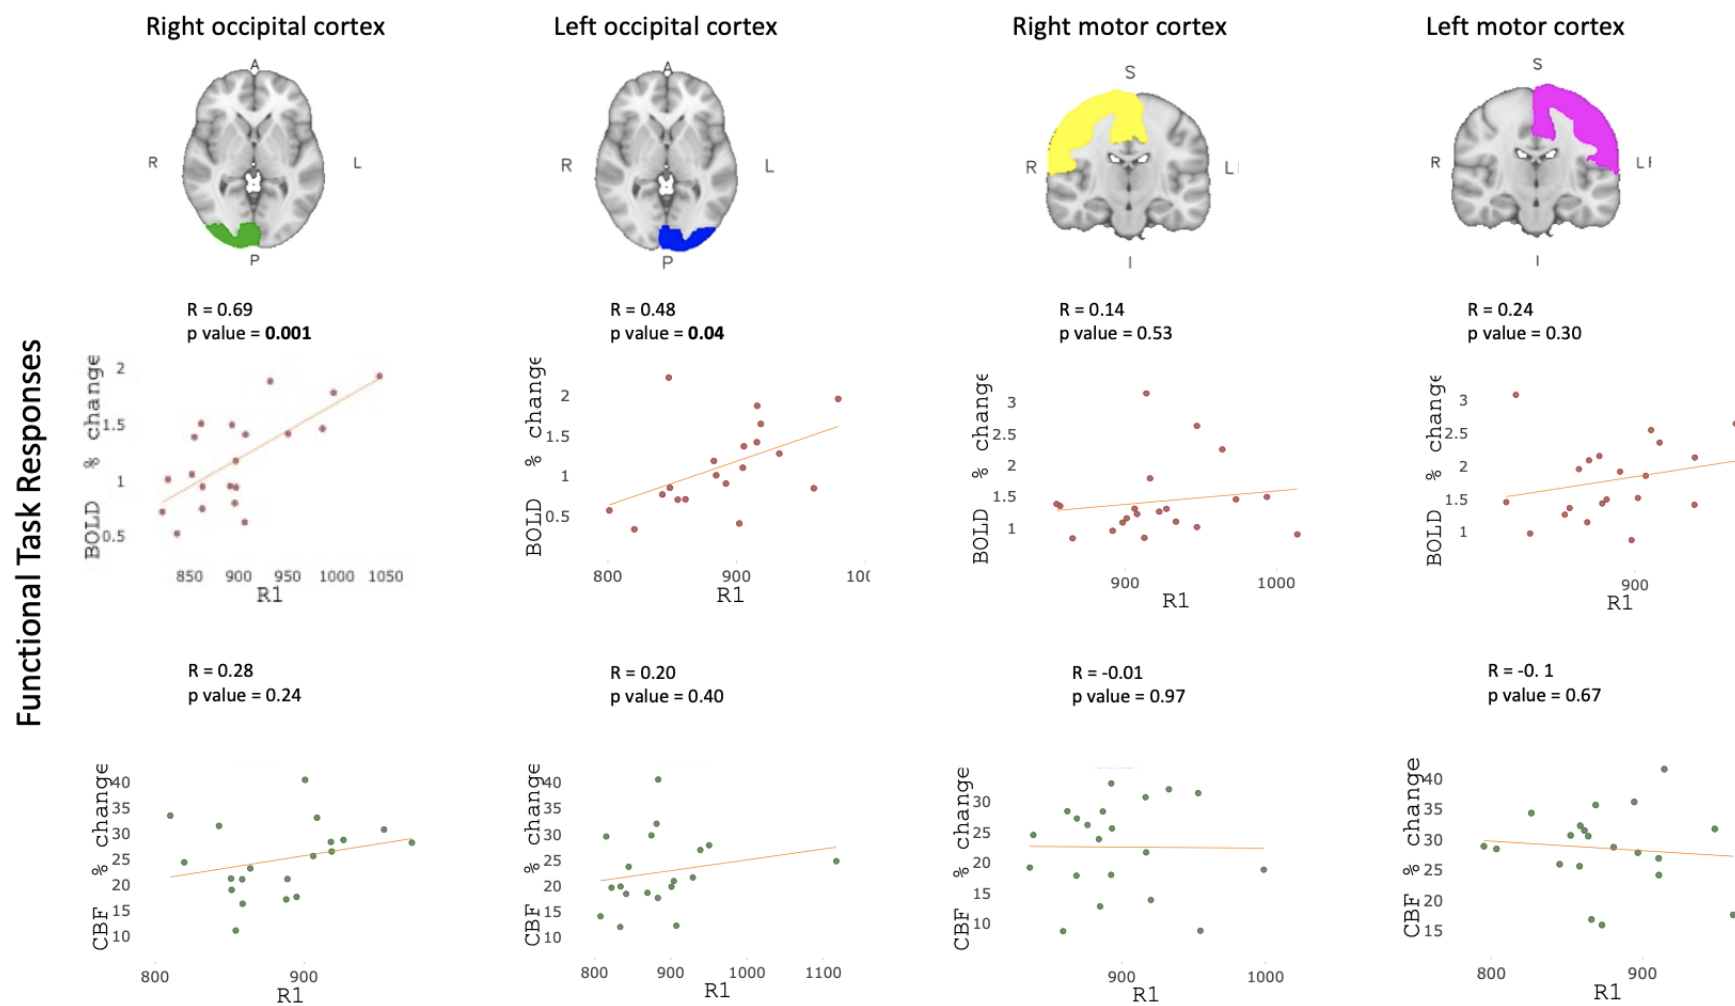 Right occipital cortex
Left occipital cortex
Right motor cortex
Left motor cortex
A
R
L
P
A
R
L
P
S
R
L
I
S
R
L
I
Functional Task Responses
R = 0.69
p value = 0.001
BOLD % change
2
1.5
1
0.5
850 900 950 1000 1050
R1
R = 0.48
p value = 0.04
BOLD % change
2
1.5
1
0.5
800 900
R1
R = 0.14
p value = 0.53
BOLD % change
3
2.5
2
1.5
1
900 1000
R1
R = 0.24
p value = 0.30
BOLD % change
3
2.5
2
1.5
1
900
R1
R = 0.28
p value = 0.24
CBF % change
40
35
30
25
20
15
10
800 900
R1
R = 0.20
p value = 0.40
CBF % change
40
35
30
25
20
15
10
800 900 1000 1100
R1
R = -0.01
p value = 0.97
CBF % change
30
25
20
15
10
900 1000
R1
R = -0. 1
p value = 0.67
CBF % change
40
35
30
25
20
15
800 900
R1